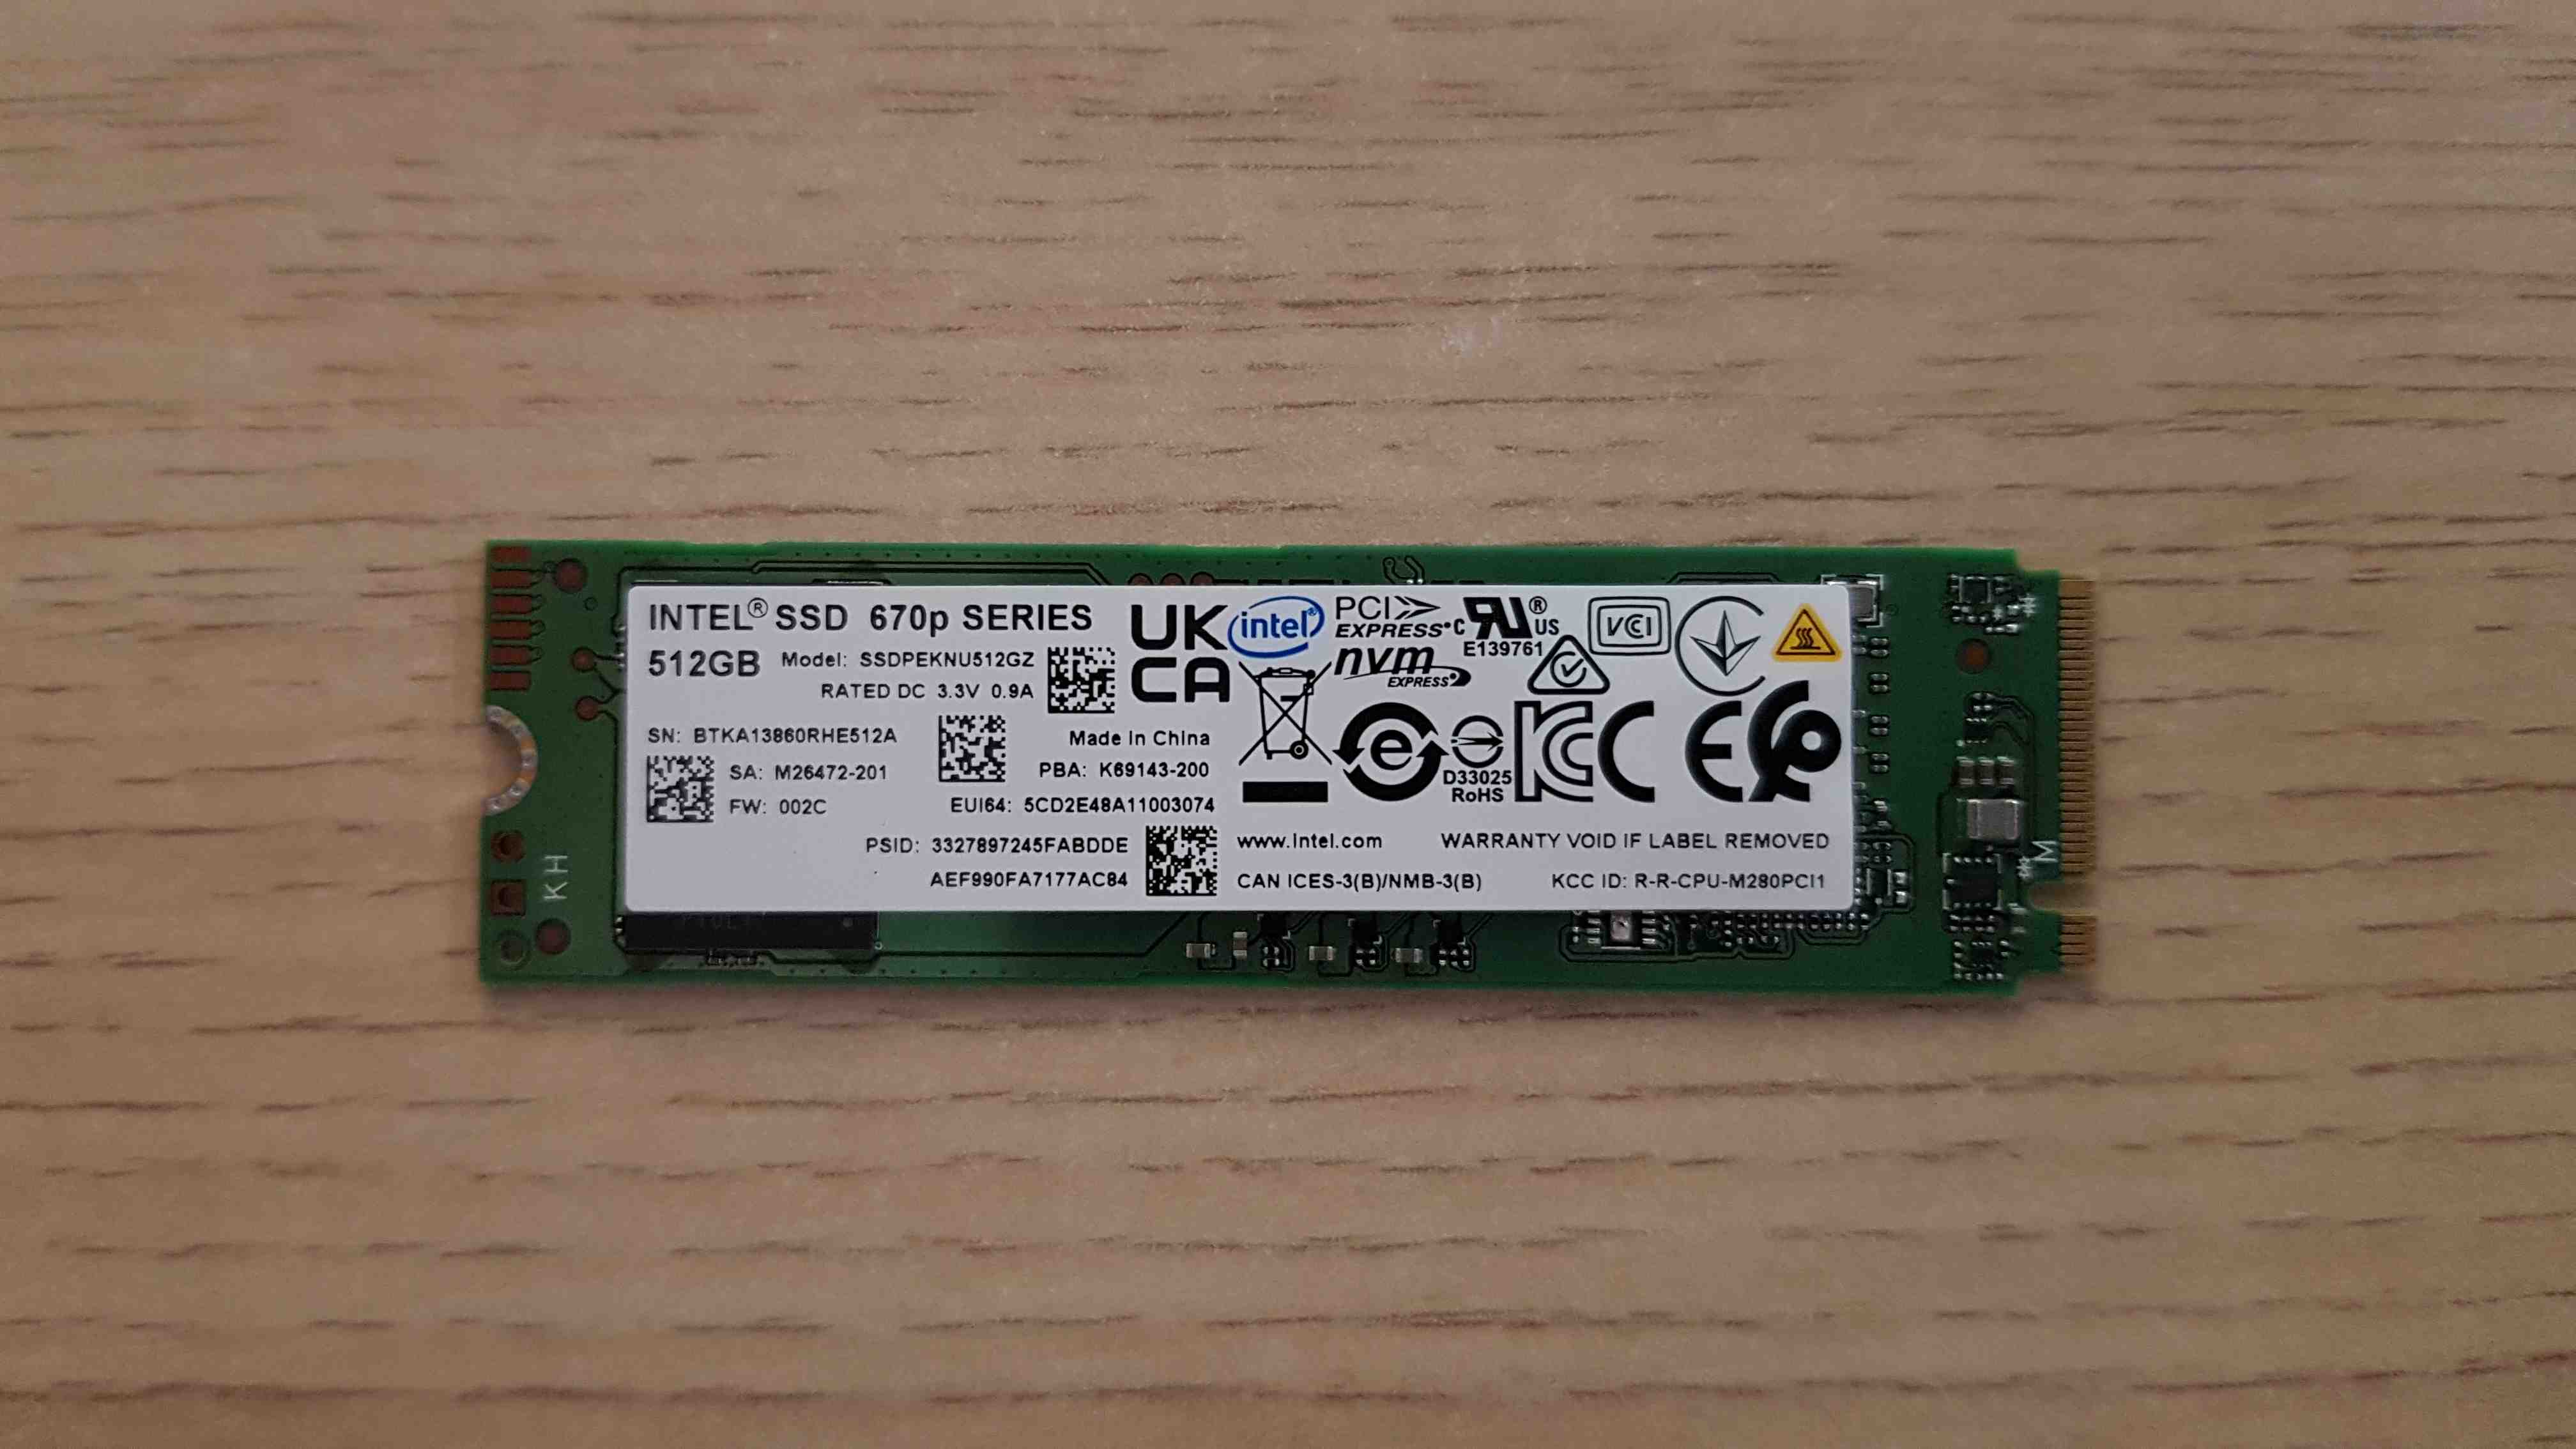 INTEL® SSD 670p SERIES
512GB Model: SSDPEKNU512GZ
RATED DC 3.3V 0.9A
SN: BTKA13860RHE512A
SA: M26472-201
FW: 002C
Made in China
PBA: K69143-200
EUI64: 5CD2E48A11003074
PSID: 3327897245FABDDE
AEF990FA7177AC84
UK
CA
intel®
PCI
EXPRESS®
nvm
EXPRESS
c RU® US
E139761
VCI
e
D33025
RoHS
KC
CE
www.intel.com
WARRANTY VOID IF LABEL REMOVED
CAN ICES-3(B)/NMB-3(B)
KCC ID: R-R-CPU-M280PCI1
KH
M